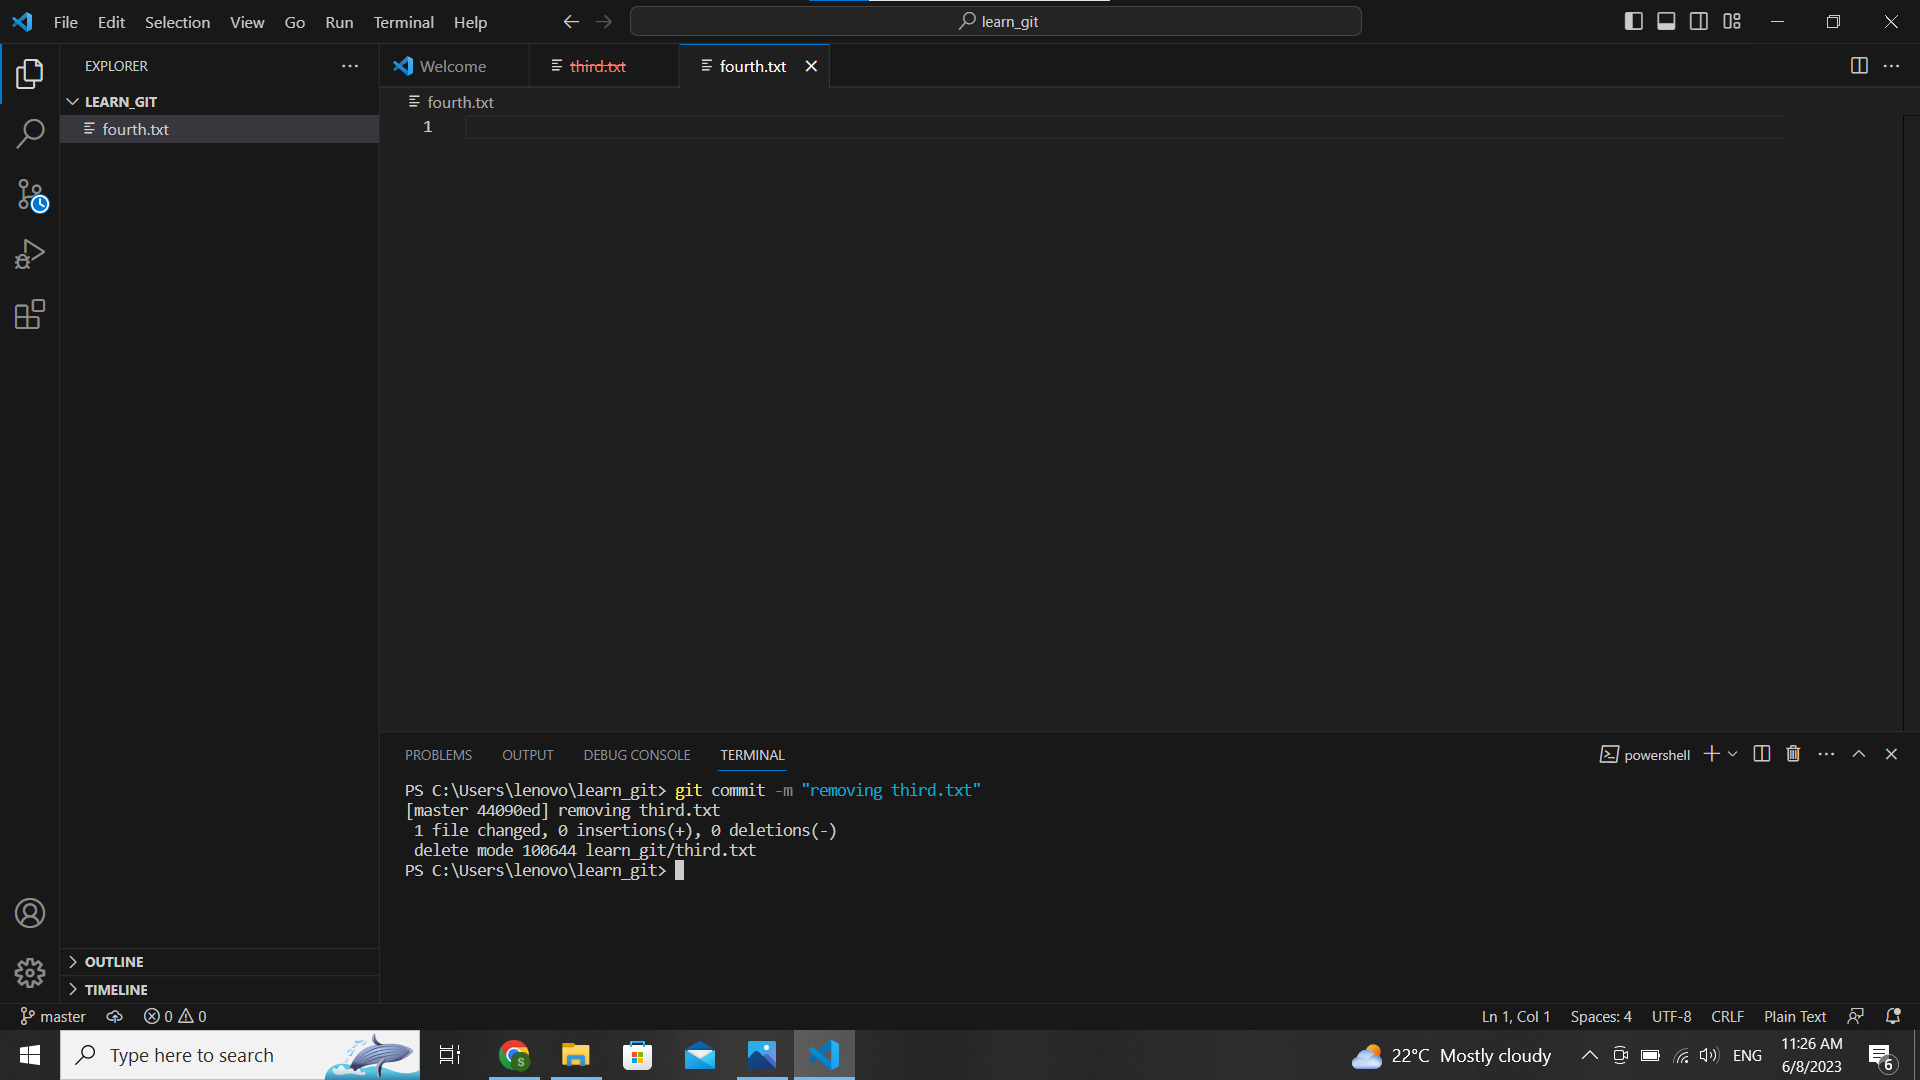 File Edit Selection View Go Run Terminal Help
learn_git
EXPLORER
Welcome
third.txt
fourth.txt
LEARN_GIT
fourth.txt
fourth.txt
1
PROBLEMS OUTPUT DEBUG CONSOLE TERMINAL
powershell
PS C:\Users\lenovo\learn_git> git commit -m "removing third.txt"
[master 44090ed] removing third.txt
1 file changed, 0 insertions(+), 0 deletions(-)
delete mode 100644 learn_git/third.txt
PS C:\Users\lenovo\learn_git>
OUTLINE
TIMELINE
master
0 0
Ln 1, Col 1 Spaces: 4 UTF-8 CRLF Plain Text
Type here to search
S
22°C Mostly cloudy
ENG
11:26 AM
6/8/2023
6